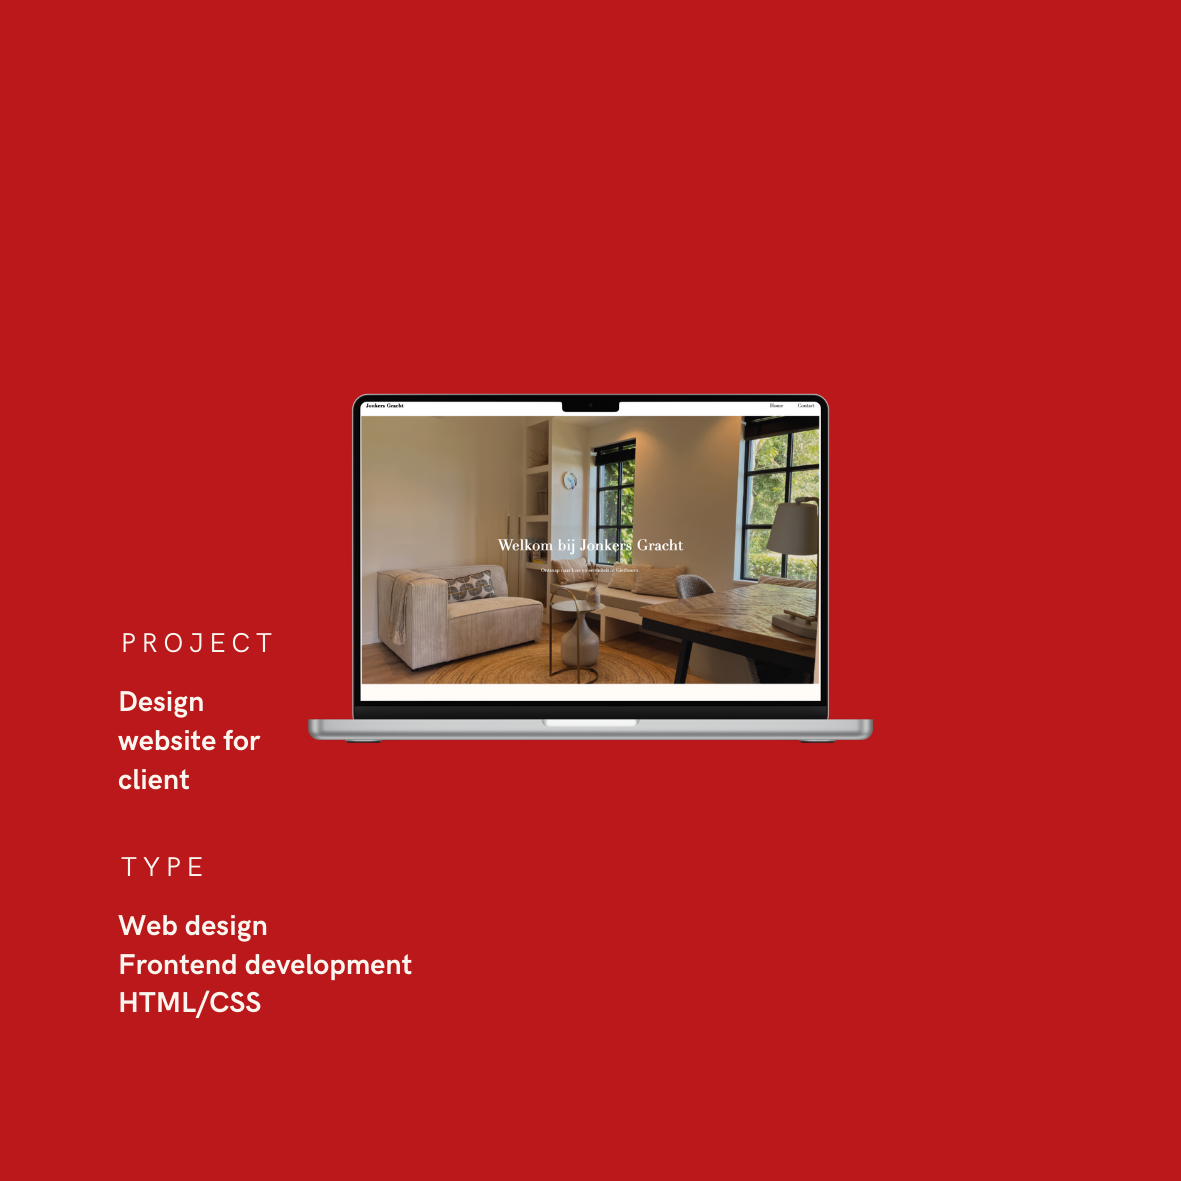 Jonkers Gracht
Home
Contact
Welkom bij Jonkers Gracht
PROJECT
Design
website for
client
TYPE
Web design
Frontend development
HTML/CSS